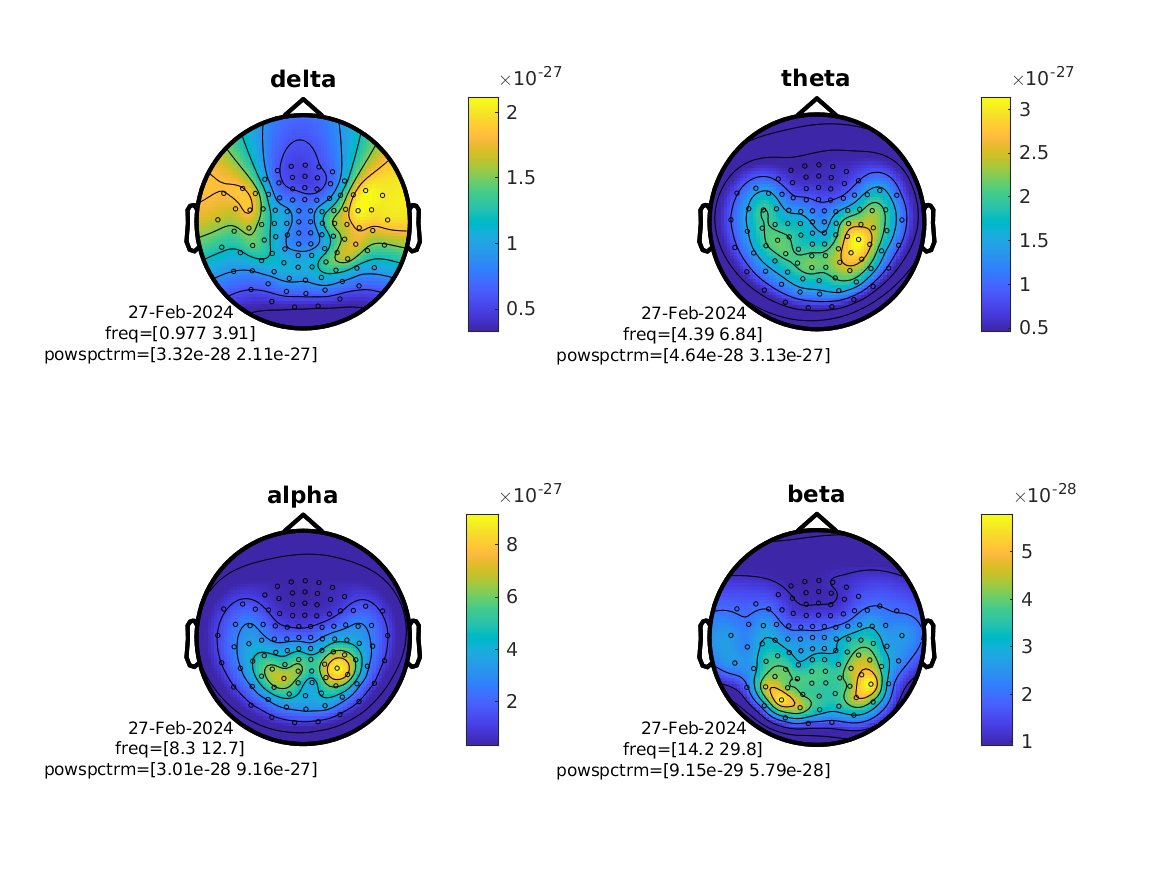 delta
×10-27
2
1.5
1
0.5
27-Feb-2024
freq=[0.977 3.91]
powspctrm=[3.32e-28 2.11e-27]
theta
×10-27
3
2.5
2
1.5
1
0.5
27-Feb-2024
freq=[4.39 6.84]
powspctrm=[4.64e-28 3.13e-27]
alpha
×10-27
8
6
4
2
27-Feb-2024
freq=[8.3 12.7]
powspctrm=[3.01e-28 9.16e-27]
beta
×10-28
5
4
3
2
1
27-Feb-2024
freq=[14.2 29.8]
powspctrm=[9.15e-29 5.79e-28]